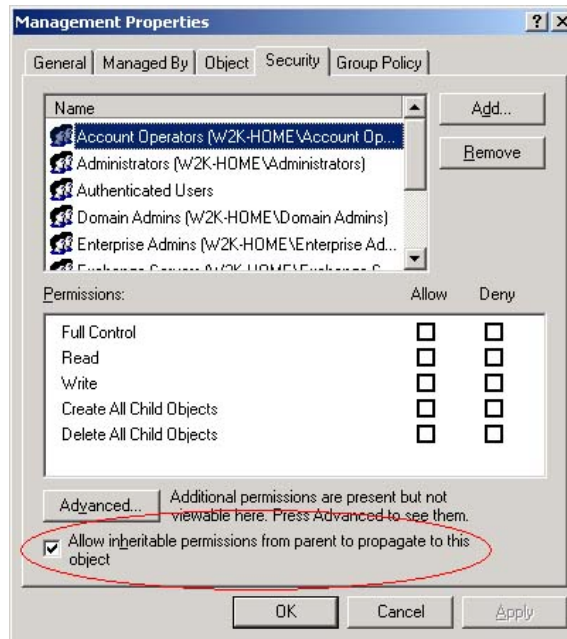 Management Properties
General Managed By Object Security Group Policy
Name
Account Operators (W2K-HOME\Account Op...
Add...
Administrators (W2K-HOME\Administrators)
Remove
Authenticated Users
Domain Admins (W2K-HOME\Domain Admins)
Enterprise Admins (W2K-HOME\Enterprise Ad...
Permissions: Allow Deny
Full Control
Read
Write
Create All Child Objects
Delete All Child Objects
Advanced...
Additional permissions are present but not
viewable here. Press Advanced to see them.
Allow inheritable permissions from parent to propagate to this
object
OK Cancel Apply